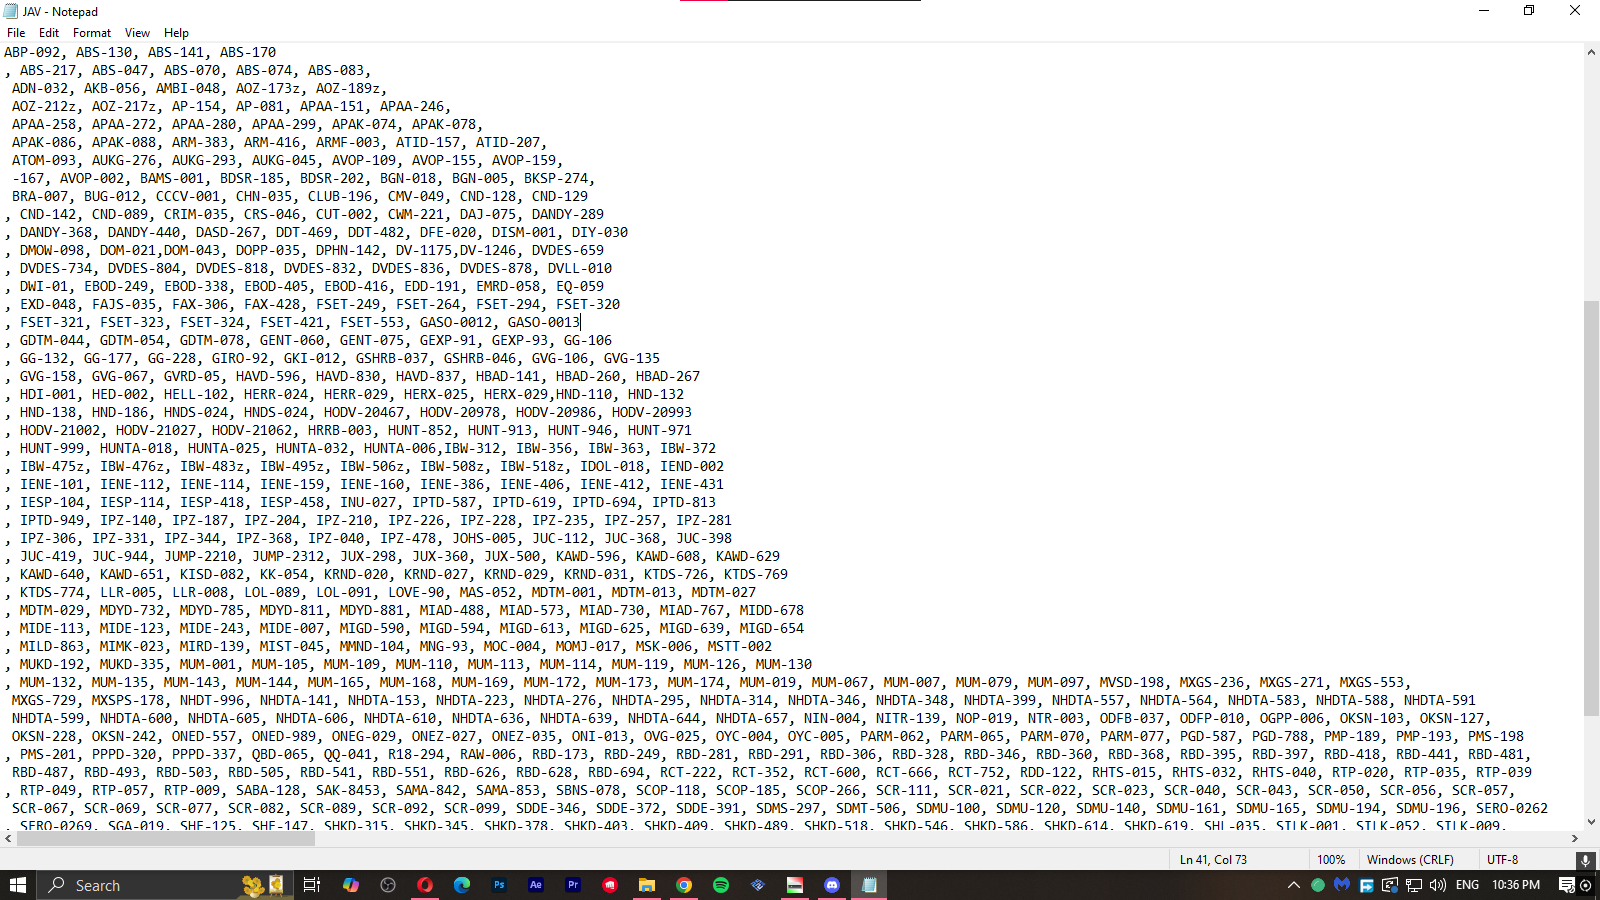 JAV - Notepad
File Edit Format View Help
ABP-092, ABS-130, ABS-141, ABS-170
, ABS-217, ABS-047, ABS-070, ABS-074, ABS-083,
ADN-032, AKB-056, AMBI-048, AOZ-173z, AOZ-189z,
AOZ-212z, AOZ-217z, AP-154, AP-081, APAA-151, APAA-246,
APAA-258, APAA-272, APAA-280, APAA-299, APAK-074, APAK-078,
APAK-086, APAK-088, ARM-383, ARM-416, ARMF-003, ATID-157, ATID-207,
ATOM-093, AUKG-276, AUKG-293, AUKG-045, AVOP-109, AVOP-155, AVOP-159,
-167, AVOP-002, BAMS-001, BDSR-185, BDSR-202, BGN-018, BGN-005, BKSP-274,
BRA-007, BUG-012, CCCV-001, CHN-035, CLUB-196, CMV-049, CND-128, CND-129
, CND-142, CND-089, CRIM-035, CRS-046, CUT-002, CWM-221, DAJ-075, DANDY-289
, DANDY-368, DANDY-440, DASD-267, DDT-469, DDT-482, DFE-020, DISM-001, DIY-030
, DMOW-098, DOM-021,DOM-043, DOPP-035, DPHN-142, DV-1175,DV-1246, DVDES-659
, DVDES-734, DVDES-804, DVDES-818, DVDES-832, DVDES-836, DVDES-878, DVLL-010
, DWI-01, EBOD-249, EBOD-338, EBOD-405, EBOD-416, EDD-191, EMRD-058, EQ-059
, EXD-048, FAJS-035, FAX-306, FAX-428, FSET-249, FSET-264, FSET-294, FSET-320
, FSET-321, FSET-323, FSET-324, FSET-421, FSET-553, GASO-0012, GASO-0013
, GDTM-044, GDTM-054, GDTM-078, GENT-060, GENT-075, GEXP-91, GEXP-93, GG-106
, GG-132, GG-177, GG-228, GIRO-92, GKI-012, GSHRB-037, GSHRB-046, GVG-106, GVG-135
, GVG-158, GVG-067, GVRD-05, HAVD-596, HAVD-830, HAVD-837, HBAD-141, HBAD-260, HBAD-267
, HDI-001, HED-002, HELL-102, HERR-024, HERR-029, HERX-025, HERX-029,HND-110, HND-132
, HND-138, HND-186, HNDS-024, HNDS-024, HODV-20467, HODV-20978, HODV-20986, HODV-20993
, HODV-21002, HODV-21027, HODV-21062, HRRB-003, HUNT-852, HUNT-913, HUNT-946, HUNT-971
, HUNT-999, HUNTA-018, HUNTA-025, HUNTA-032, HUNTA-006,IBW-312, IBW-356, IBW-363, IBW-372
, IBW-475z, IBW-476z, IBW-483z, IBW-495z, IBW-506z, IBW-508z, IBW-518z, IDOL-018, IEND-002
, IENE-101, IENE-112, IENE-114, IENE-159, IENE-160, IENE-386, IENE-406, IENE-412, IENE-431
, IESP-104, IESP-114, IESP-418, IESP-458, INU-027, IPTD-587, IPTD-619, IPTD-694, IPTD-813
, IPTD-949, IPZ-140, IPZ-187, IPZ-204, IPZ-210, IPZ-226, IPZ-228, IPZ-235, IPZ-257, IPZ-281
, IPZ-306, IPZ-331, IPZ-344, IPZ-368, IPZ-040, IPZ-478, JOHS-005, JUC-112, JUC-368, JUC-398
, JUC-419, JUC-944, JUMP-2210, JUMP-2312, JUX-298, JUX-360, JUX-500, KAWD-596, KAWD-608, KAWD-629
, KAWD-640, KAWD-651, KISD-082, KK-054, KRND-020, KRND-027, KRND-029, KRND-031, KTDS-726, KTDS-769
, KTDS-774, LLR-005, LLR-008, LOL-089, LOL-091, LOVE-90, MAS-052, MDTM-001, MDTM-013, MDTM-027
, MDTM-029, MDYD-732, MDYD-785, MDYD-811, MDYD-881, MIAD-488, MIAD-573, MIAD-730, MIAD-767, MIDD-678
, MIDE-113, MIDE-123, MIDE-243, MIDE-007, MIGD-590, MIGD-594, MIGD-613, MIGD-625, MIGD-639, MIGD-654
, MILD-863, MIMK-023, MIRD-139, MIST-045, MMND-104, MNG-93, MOC-004, MOMJ-017, MSK-006, MSTT-002
, MUKD-192, MUKD-335, MUM-001, MUM-105, MUM-109, MUM-110, MUM-113, MUM-114, MUM-119, MUM-126, MUM-130
, MUM-132, MUM-135, MUM-143, MUM-144, MUM-165, MUM-168, MUM-169, MUM-172, MUM-173, MUM-174, MUM-019, MUM-067, MUM-007, MUM-079, MUM-097, MVSD-198, MXGS-236, MXGS-271, MXGS-553,
MXGS-729, MXSPS-178, NHDT-996, NHDTA-141, NHDTA-153, NHDTA-223, NHDTA-276, NHDTA-295, NHDTA-314, NHDTA-346, NHDTA-348, NHDTA-399, NHDTA-557, NHDTA-564, NHDTA-583, NHDTA-588, NHDTA-591
NHDTA-599, NHDTA-600, NHDTA-605, NHDTA-606, NHDTA-610, NHDTA-636, NHDTA-639, NHDTA-644, NHDTA-657, NIN-004, NITR-139, NOP-019, NTR-003, ODFB-037, ODFP-010, OGPP-006, OKSN-103, OKSN-127,
OKSN-228, OKSN-242, ONED-557, ONED-989, ONEG-029, ONEZ-027, ONEZ-035, ONI-013, OVG-025, OYC-004, OYC-005, PARM-062, PARM-065, PARM-070, PARM-077, PGD-587, PGD-788, PMP-189, PMP-193, PMS-198
, PMS-201, PPPD-320, PPPD-337, QBD-065, QQ-041, R18-294, RAW-006, RBD-173, RBD-249, RBD-281, RBD-291, RBD-306, RBD-328, RBD-346, RBD-360, RBD-368, RBD-395, RBD-397, RBD-418, RBD-441, RBD-481,
RBD-487, RBD-493, RBD-503, RBD-505, RBD-541, RBD-551, RBD-626, RBD-628, RBD-694, RCT-222, RCT-352, RCT-600, RCT-666, RCT-752, RDD-122, RHTS-015, RHTS-032, RHTS-040, RTP-020, RTP-035, RTP-039
, RTP-049, RTP-057, RTP-009, SABA-128, SAK-8453, SAMA-842, SAMA-853, SBNS-078, SCOP-118, SCOP-185, SCOP-266, SCR-111, SCR-021, SCR-022, SCR-023, SCR-040, SCR-043, SCR-050, SCR-056, SCR-057,
SCR-067, SCR-069, SCR-077, SCR-082, SCR-089, SCR-092, SCR-099, SDDE-346, SDDE-372, SDDE-391, SDMS-297, SDMT-506, SDMU-100, SDMU-120, SDMU-140, SDMU-161, SDMU-165, SDMU-194, SDMU-196, SERO-0262
, SERO-0269, SGA-019, SHE-125, SHE-147, SHKD-315, SHKD-345, SHKD-378, SHKD-403, SHKD-409, SHKD-489, SHKD-518, SHKD-546, SHKD-586, SHKD-614, SHKD-619, SHL-035, SILK-001, SILK-052, SILK-009,
Ln 41, Col 73 100% Windows (CRLF) UTF-8
Search Ps Ae Pr ENG 10:36 PM